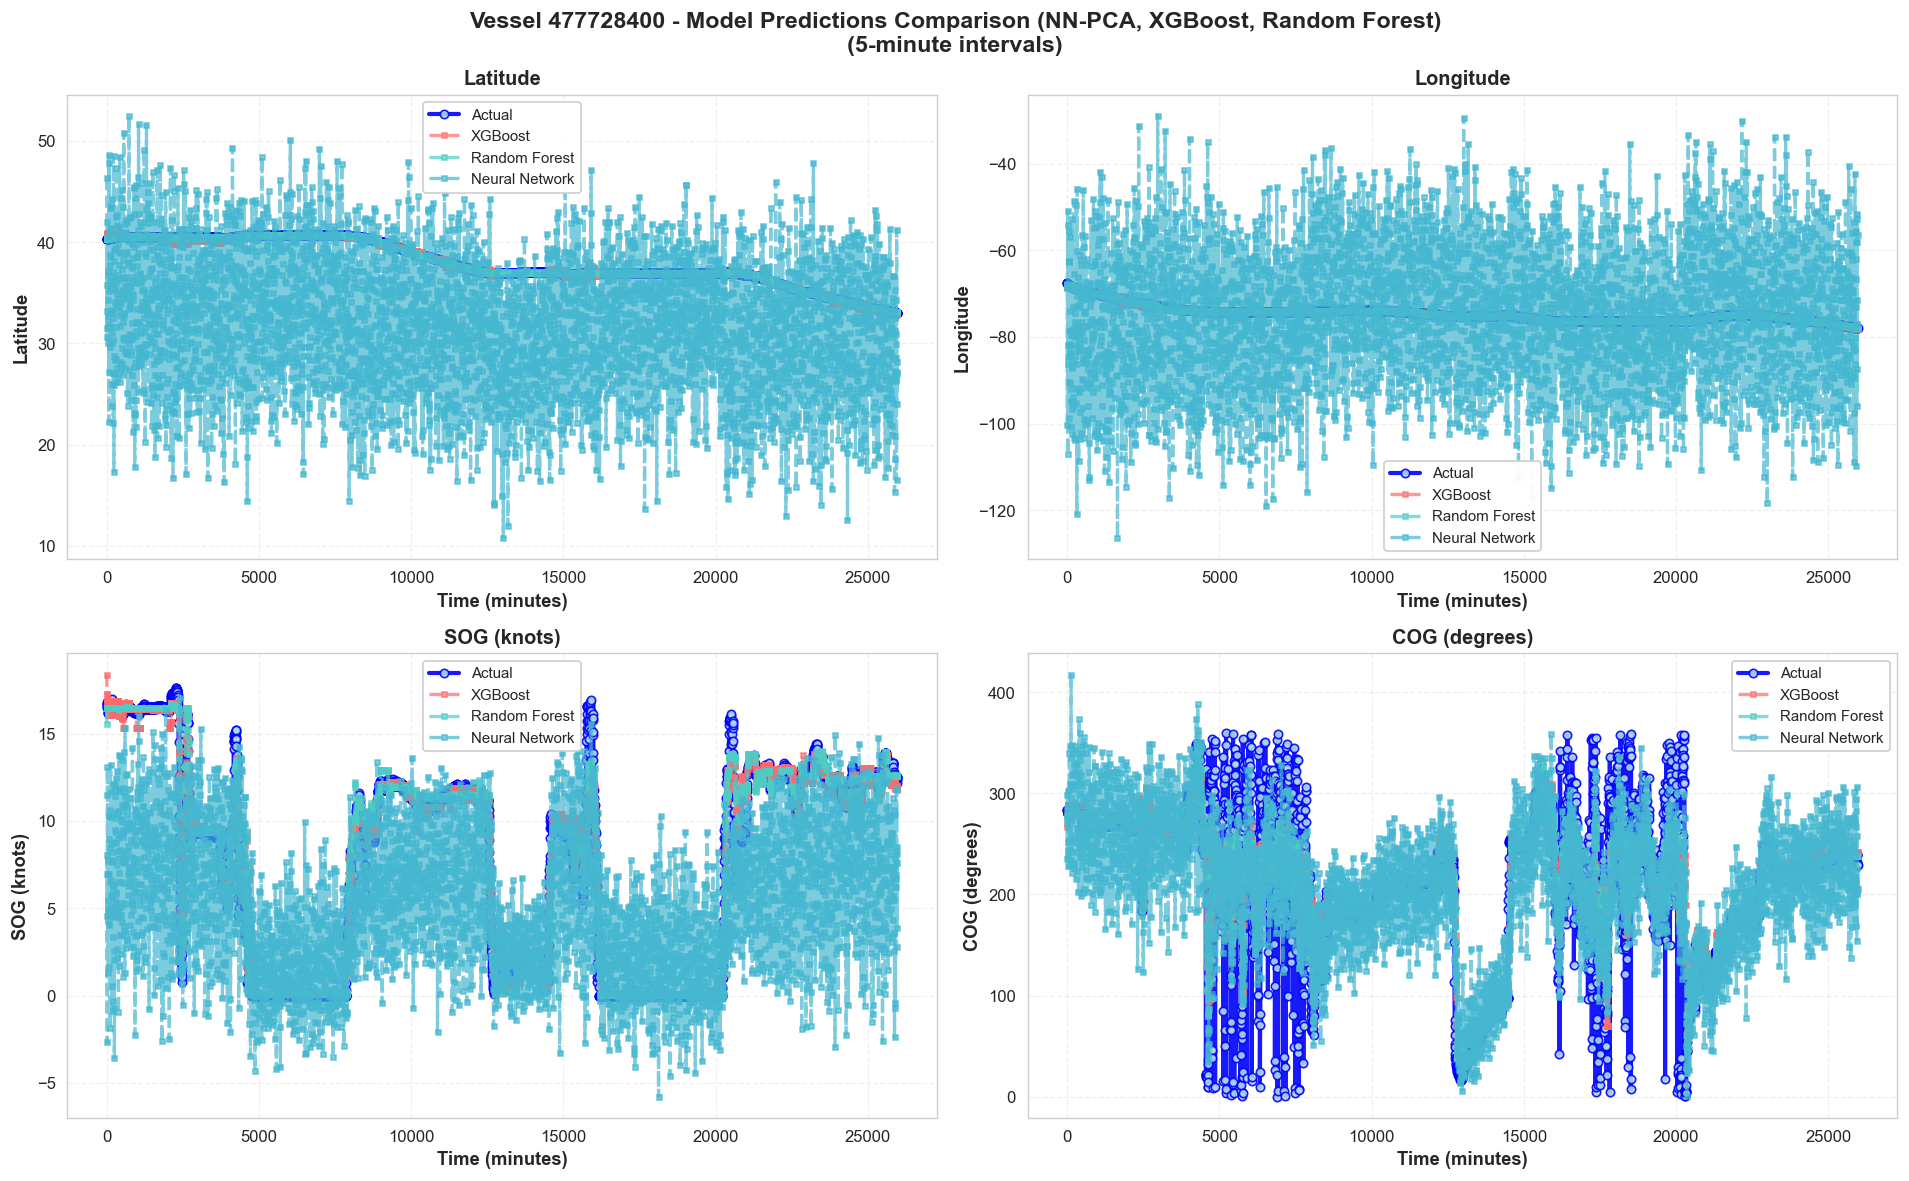 Vessel 477728400 - Model Predictions Comparison (NN-PCA, XGBoost, Random Forest)
(5-minute intervals)
Latitude
Latitude
50
40
30
20
10
Actual
XGBoost
Random Forest
Neural Network
0 5000 10000 15000 20000 25000
Time (minutes)
Longitude
Longitude
−40
−60
−80
−100
−120
Actual
XGBoost
Random Forest
Neural Network
0 5000 10000 15000 20000 25000
Time (minutes)
SOG (knots)
SOG (knots)
15
10
5
0
−5
Actual
XGBoost
Random Forest
Neural Network
0 5000 10000 15000 20000 25000
Time (minutes)
COG (degrees)
COG (degrees)
400
300
200
100
0
Actual
XGBoost
Random Forest
Neural Network
0 5000 10000 15000 20000 25000
Time (minutes)